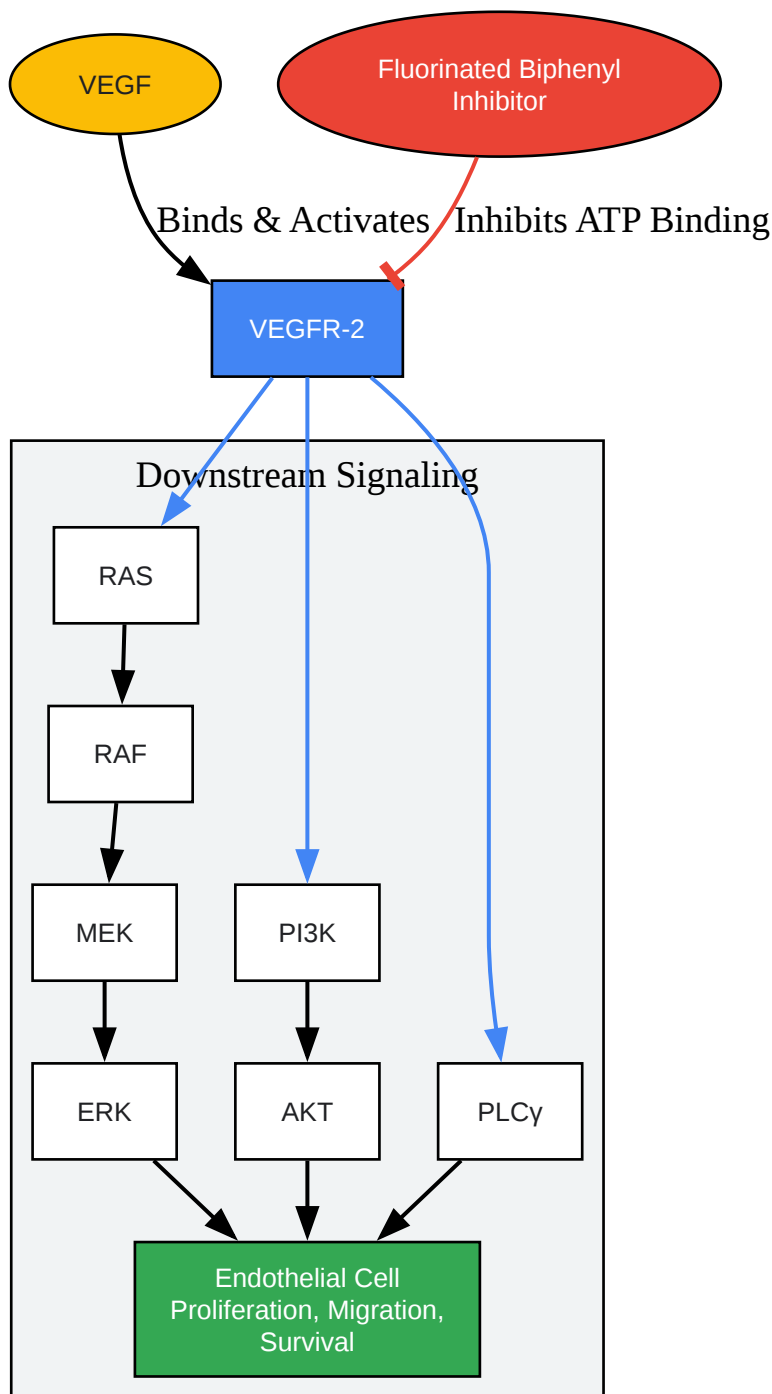 VEGF
Fluorinated Biphenyl
Inhibitor
Binds & Activates
Inhibits ATP Binding
VEGFR-2
Downstream Signaling
RAS
RAF
MEK
PI3K
ERK
AKT
PLCγ
Endothelial Cell
Proliferation, Migration,
Survival